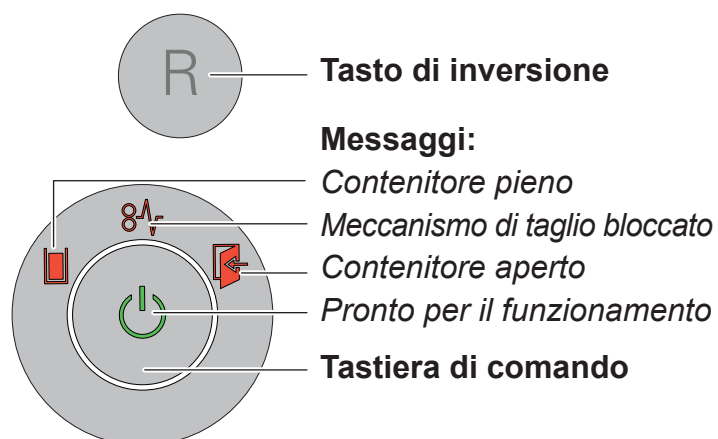 R
Tasto di inversione
Messaggi:
Contenitore pieno
Meccanismo di taglio bloccato
Contenitore aperto
Pronto per il funzionamento
Tastiera di comando